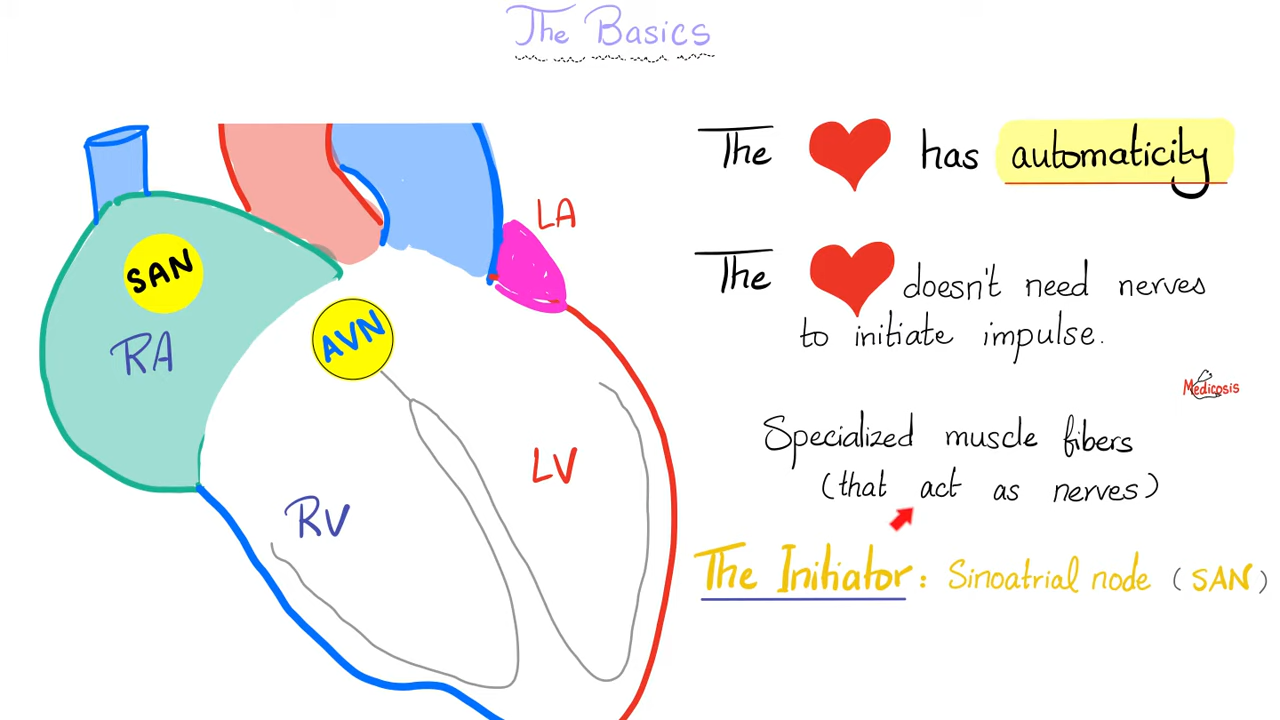 The Basics
The ❤ has automaticity
The ❤ doesn't need nerves
to initiate impulse.
Medicosis
Specialized muscle fibers
(that act as nerves)
The Initiator: Sinoatrial node (SAN)
LA
SAN
AVN
RA
LV
RV